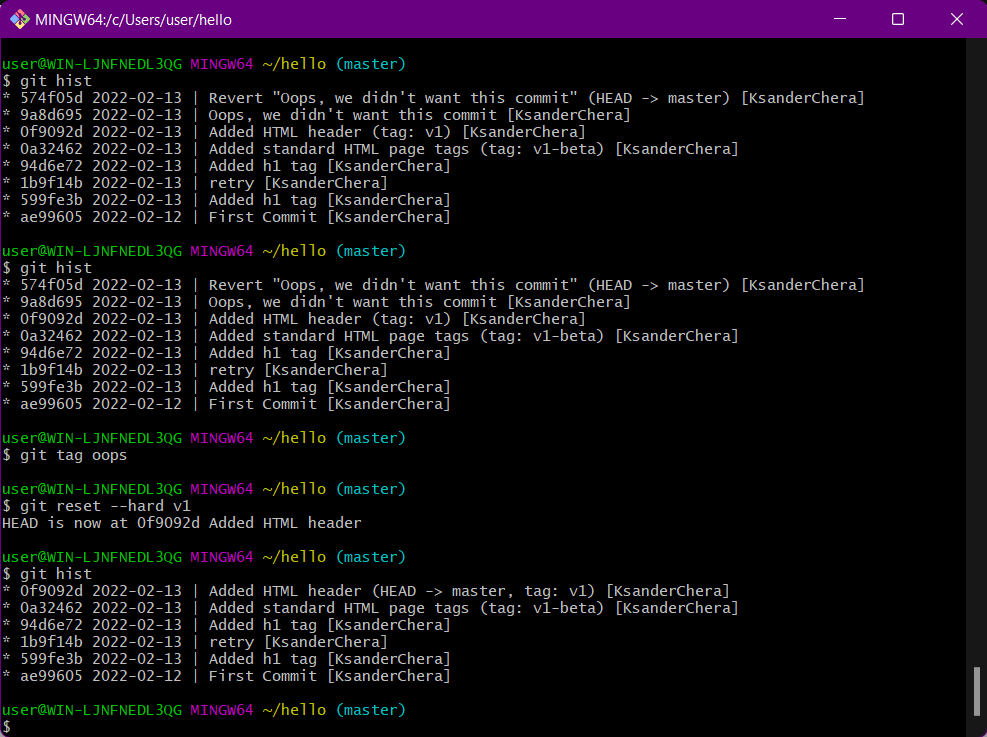 MINGW64:/c/Users/user/hello
user@WIN-LJNFNEDL3QG MINGW64 ~/hello (master)
$ git hist
* 574f05d 2022-02-13 | Revert "Oops, we didn't want this commit" (HEAD -> master) [KsanderChera]
* 9a8d695 2022-02-13 | Oops, we didn't want this commit [KsanderChera]
* 0f9092d 2022-02-13 | Added HTML header (tag: v1) [KsanderChera]
* 0a32462 2022-02-13 | Added standard HTML page tags (tag: v1-beta) [KsanderChera]
* 94d6e72 2022-02-13 | Added h1 tag [KsanderChera]
* 1b9f14b 2022-02-13 | retry [KsanderChera]
* 599fe3b 2022-02-13 | Added h1 tag [KsanderChera]
* ae99605 2022-02-12 | First Commit [KsanderChera]
user@WIN-LJNFNEDL3QG MINGW64 ~/hello (master)
$ git hist
* 574f05d 2022-02-13 | Revert "Oops, we didn't want this commit" (HEAD -> master) [KsanderChera]
* 9a8d695 2022-02-13 | Oops, we didn't want this commit [KsanderChera]
* 0f9092d 2022-02-13 | Added HTML header (tag: v1) [KsanderChera]
* 0a32462 2022-02-13 | Added standard HTML page tags (tag: v1-beta) [KsanderChera]
* 94d6e72 2022-02-13 | Added h1 tag [KsanderChera]
* 1b9f14b 2022-02-13 | retry [KsanderChera]
* 599fe3b 2022-02-13 | Added h1 tag [KsanderChera]
* ae99605 2022-02-12 | First Commit [KsanderChera]
user@WIN-LJNFNEDL3QG MINGW64 ~/hello (master)
$ git tag oops
user@WIN-LJNFNEDL3QG MINGW64 ~/hello (master)
$ git reset --hard v1
HEAD is now at 0f9092d Added HTML header
user@WIN-LJNFNEDL3QG MINGW64 ~/hello (master)
$ git hist
* 0f9092d 2022-02-13 | Added HTML header (HEAD -> master, tag: v1) [KsanderChera]
* 0a32462 2022-02-13 | Added standard HTML page tags (tag: v1-beta) [KsanderChera]
* 94d6e72 2022-02-13 | Added h1 tag [KsanderChera]
* 1b9f14b 2022-02-13 | retry [KsanderChera]
* 599fe3b 2022-02-13 | Added h1 tag [KsanderChera]
* ae99605 2022-02-12 | First Commit [KsanderChera]
user@WIN-LJNFNEDL3QG MINGW64 ~/hello (master)
$